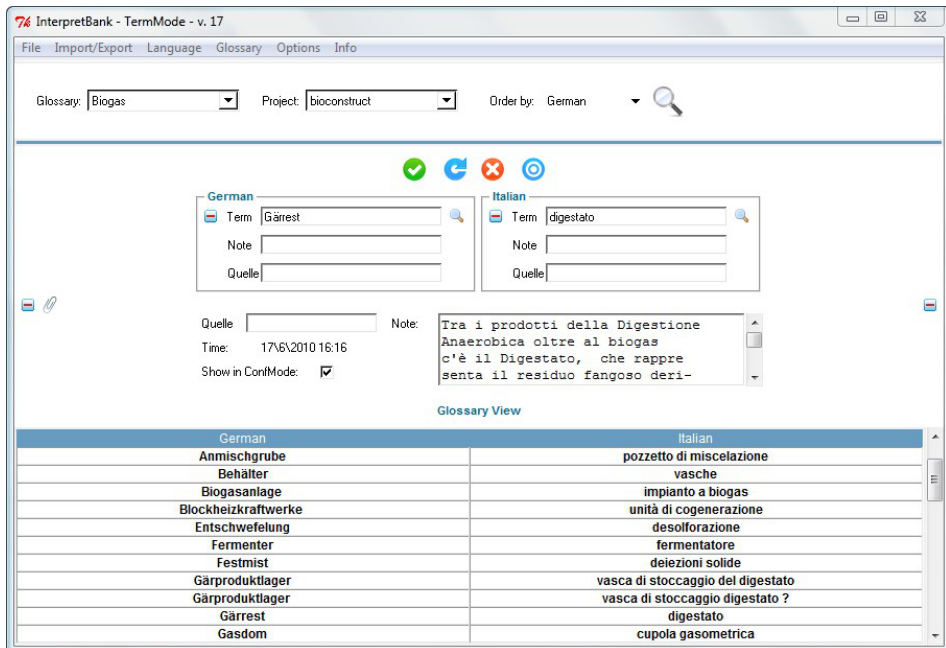 InterpretBank - TermMode - v. 17
File Import/Export Language Glossary Options Info
Glossary: Biogas Project: bioconstruct Order by: German
German Italian
Term Gärrest Term digestato
Note Note
Quelle Quelle
Quelle Note:
Time: 17\6\2010 16:16
Show in ConfMode:
Tra i prodotti della Digestione
Anaerobica oltre al biogas
c'è il Digestato, che rappre
senta il residuo fangoso deri-
Glossary View
German Italian
Anmischgrube pozzetto di miscelazione
Behälter vasche
Biogasanlage impianto a biogas
Blockheizkraftwerke unità di cogenerazione
Entschwefelung desolforazione
Fermenter fermentatore
Festmist deiezioni solide
Gärproduktlager vasca di stoccaggio del digestato
Gärproduktlager vasca di stoccaggio digestato ?
Gärrest digestato
Gasdom cupola gasometrica